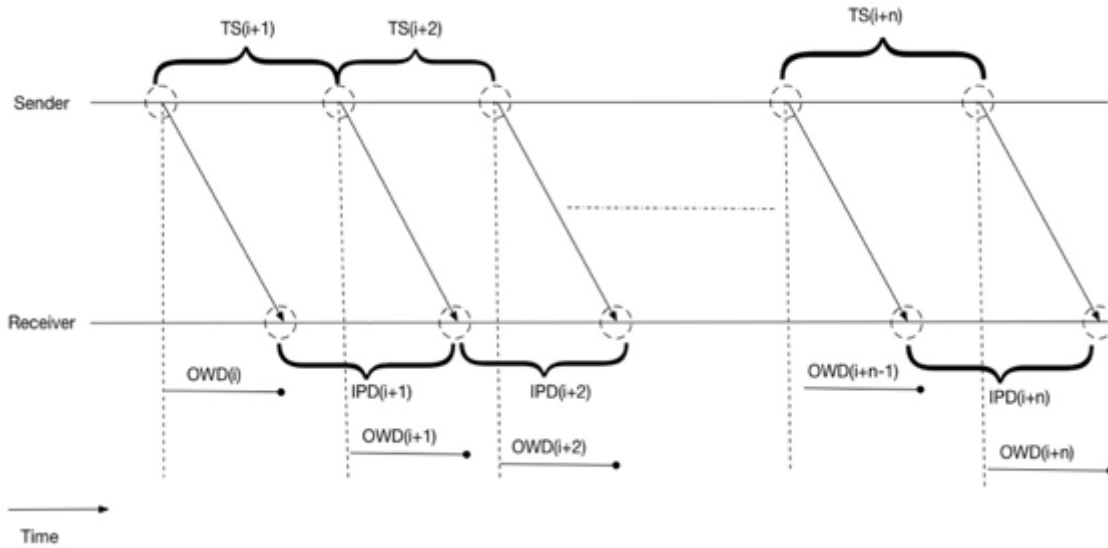 TS(i+1)
TS(i+2)
TS(i+n)
Sender
Receiver
OWD(i)
IPD(i+1)
IPD(i+2)
OWD(i+n-1)
IPD(i+n)
OWD(i+1)
OWD(i+2)
OWD(i+n)
Time